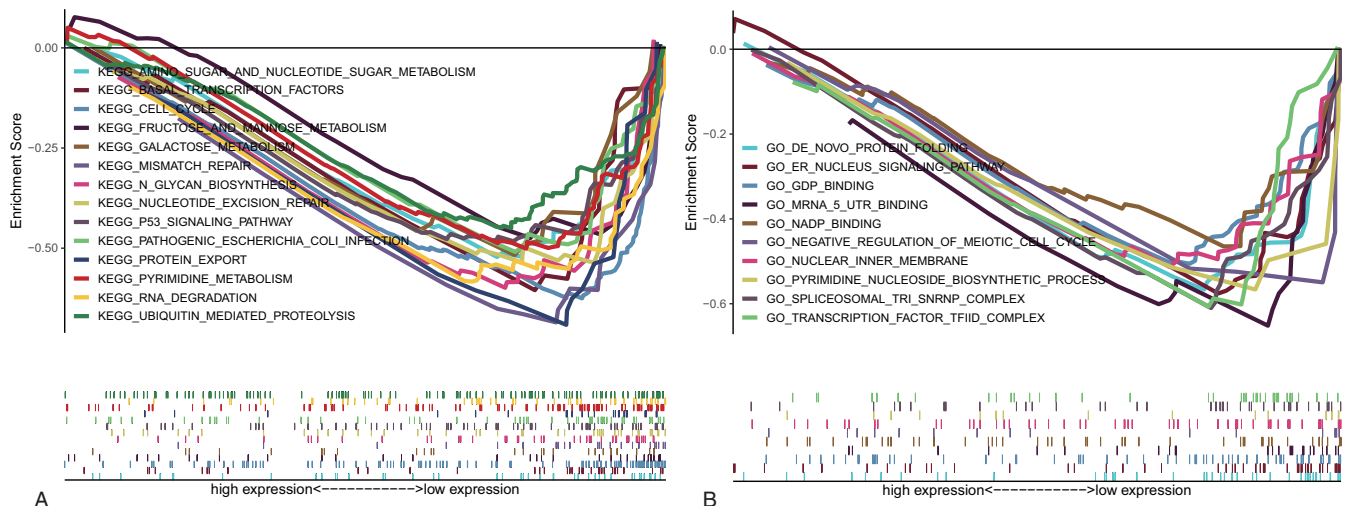 Enrichment Score
0.00
−0.25
−0.50
KEGG_AMINO_SUGAR_AND_NUCLEOTIDE_SUGAR_METABOLISM
KEGG_BASAL_TRANSCRIPTION_FACTORS
KEGG_CELL_CYCLE
KEGG_FRUCTOSE_AND_MANNOSE_METABOLISM
KEGG_GALACTOSE_METABOLISM
KEGG_MISMATCH_REPAIR
KEGG_N_GLYCAN_BIOSYNTHESIS
KEGG_NUCLEOTIDE_EXCISION_REPAIR
KEGG_P53_SIGNALING_PATHWAY
KEGG_PATHOGENIC_ESCHERICHIA_COLI_INFECTION
KEGG_PROTEIN_EXPORT
KEGG_PYRIMIDINE_METABOLISM
KEGG_RNA_DEGRADATION
KEGG_UBIQUITIN_MEDIATED_PROTEOLYSIS
high expression<−−−−−−−−−−−>low expression
A
Enrichment Score
0.0
−0.2
−0.4
−0.6
GO_DE_NOVO_PROTEIN_FOLDING
GO_ER_NUCLEUS_SIGNALING_PATHWAY
GO_GDP_BINDING
GO_MRNA_5_UTR_BINDING
GO_NADP_BINDING
GO_NEGATIVE_REGULATION_OF_MEIOTIC_CELL_CYCLE
GO_NUCLEAR_INNER_MEMBRANE
GO_PYRIMIDINE_NUCLEOSIDE_BIOSYNTHETIC_PROCESS
GO_SPLICEOSOMAL_TRI_SNRNP_COMPLEX
GO_TRANSCRIPTION_FACTOR_TFIID_COMPLEX
high expression<−−−−−−−−−−−>low expression
B